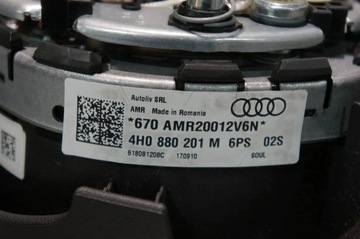 Autoliv SRL
AMR Made in Romania
*670 AMR20012V6N*
4H0 880 201 M 6PS 02S
618081208C 170910 SOUL